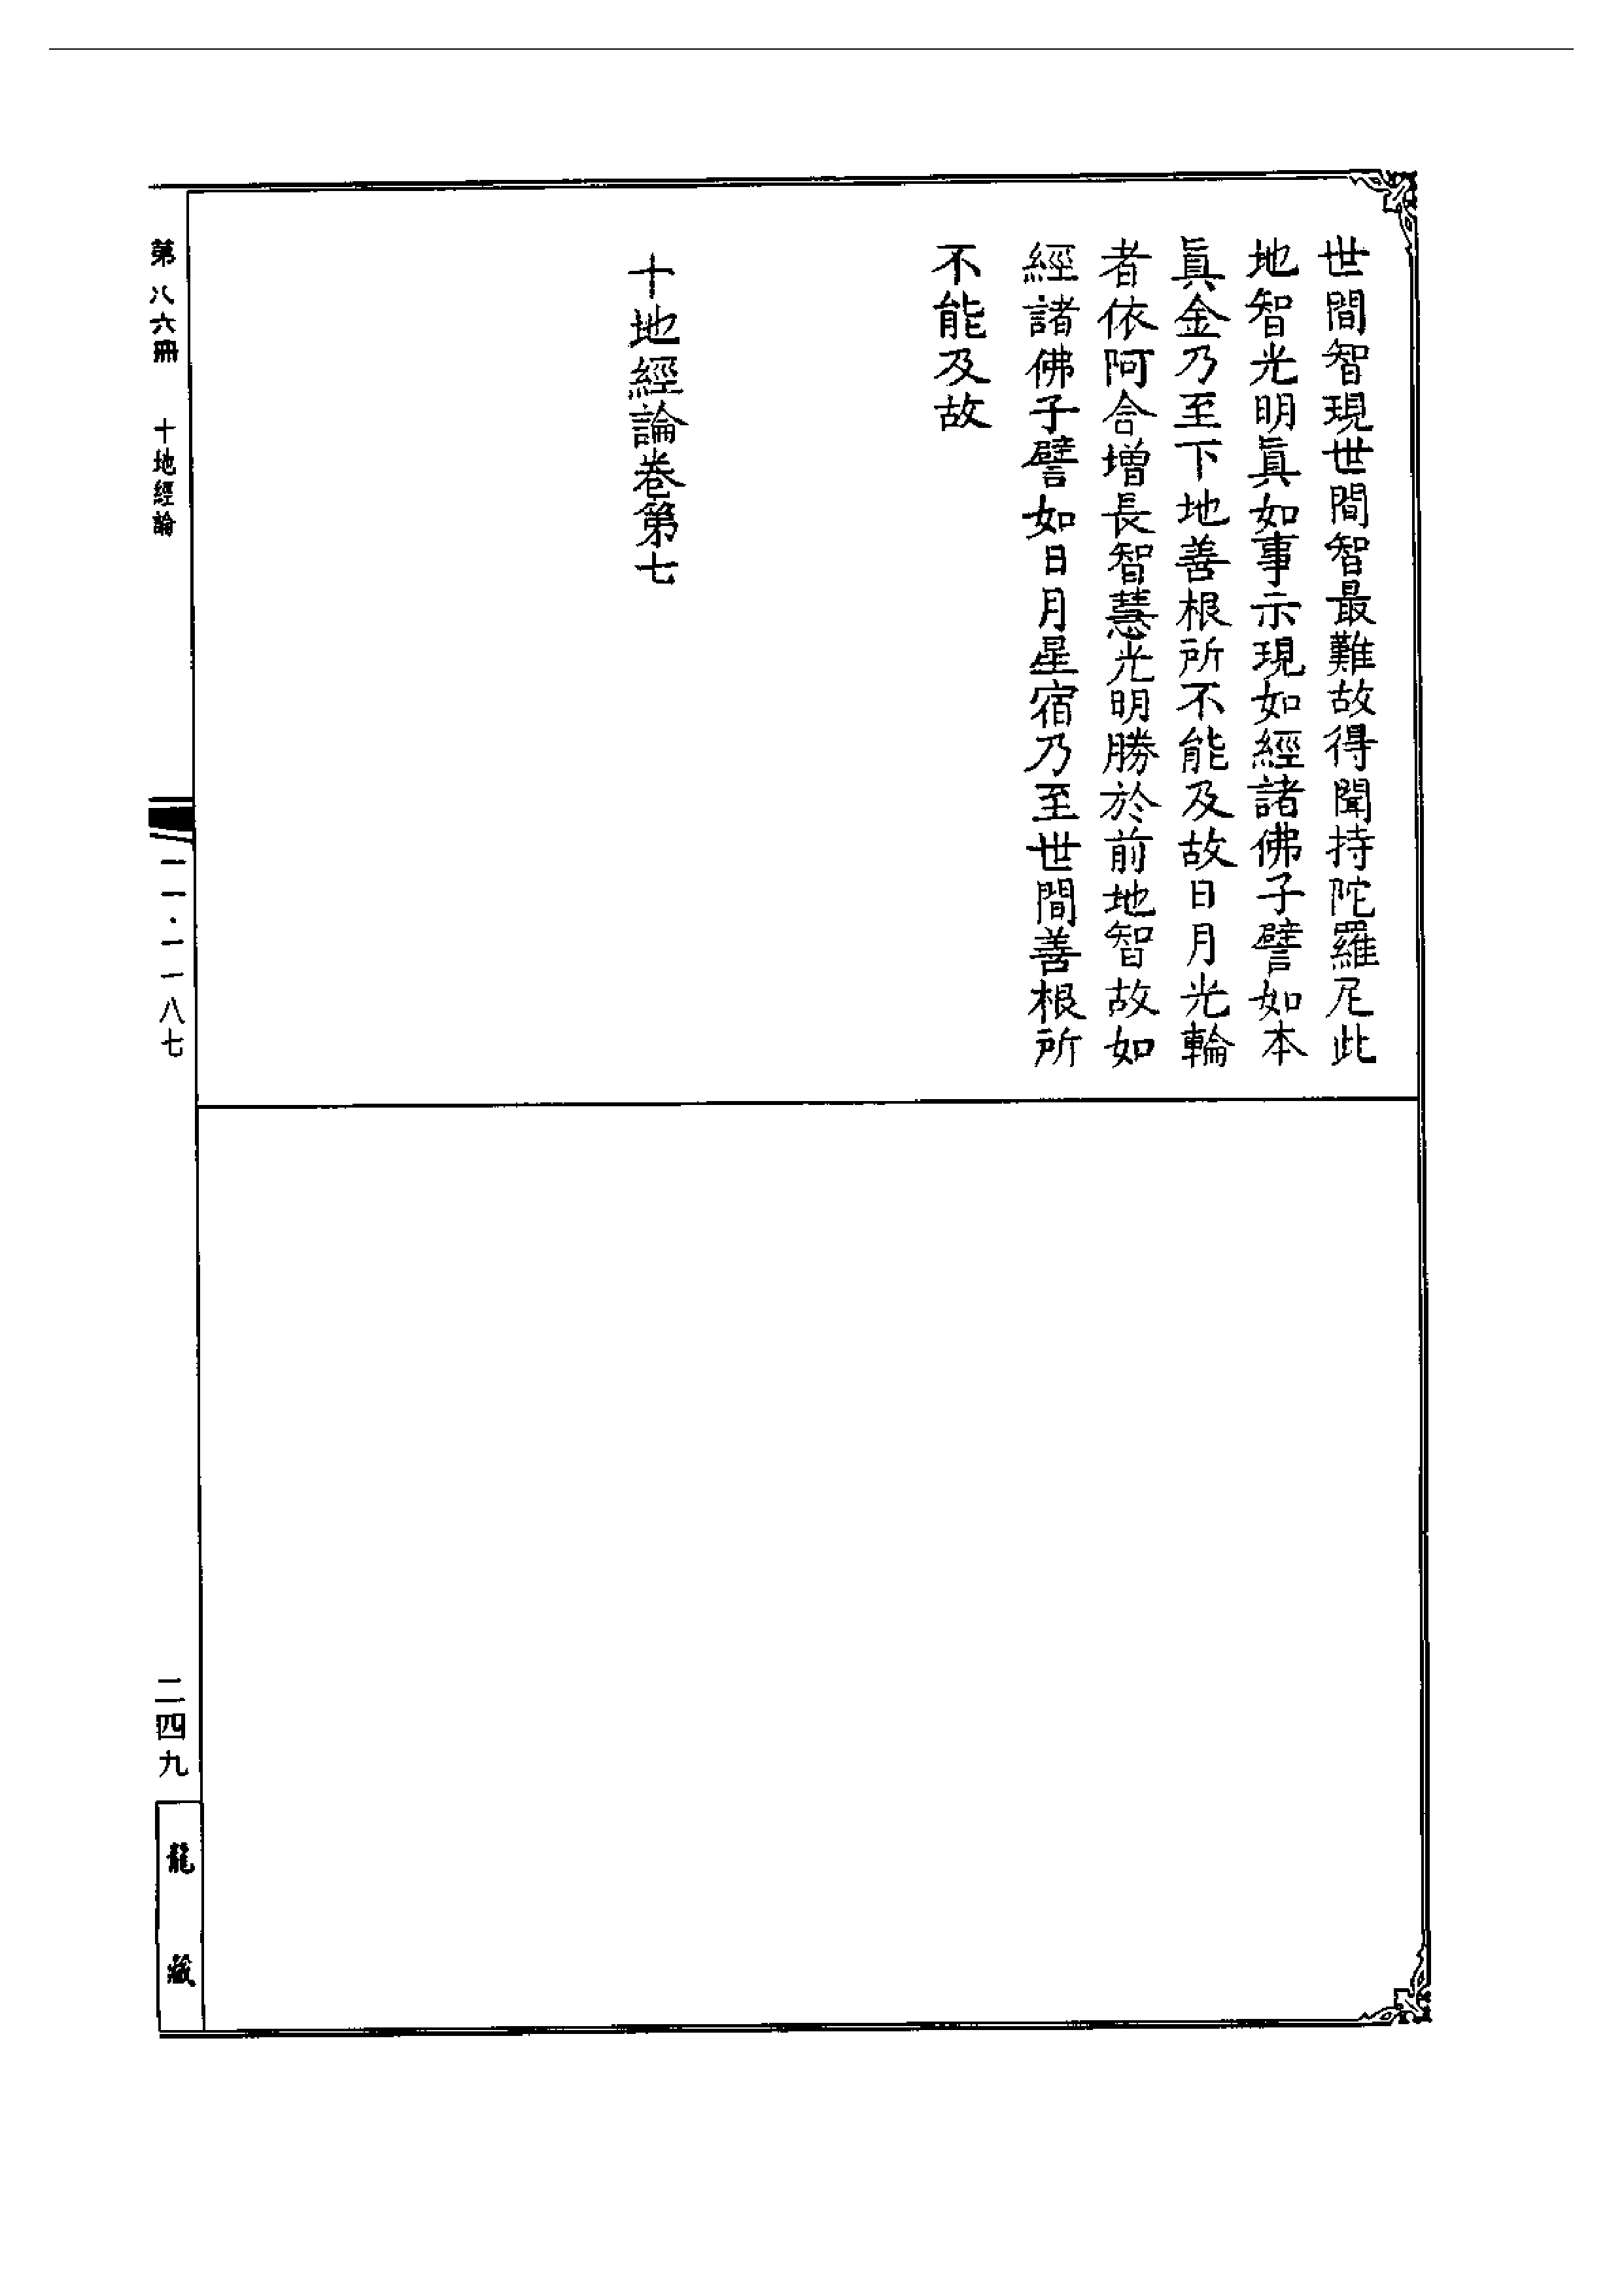 世間智現世間智最難故得聞持陀羅尼此
地智光明眞如事示現如經諸佛子譬如本
眞金乃至下地善根所不能及故日月光輪
者依阿含增長智慧光明勝於前地智故如
經諸佛子譬如日月星宿乃至世間善根所
不能及故
十地經論卷第七
第八六冊 十地經論
一一·一一八七
二四九
龍藏